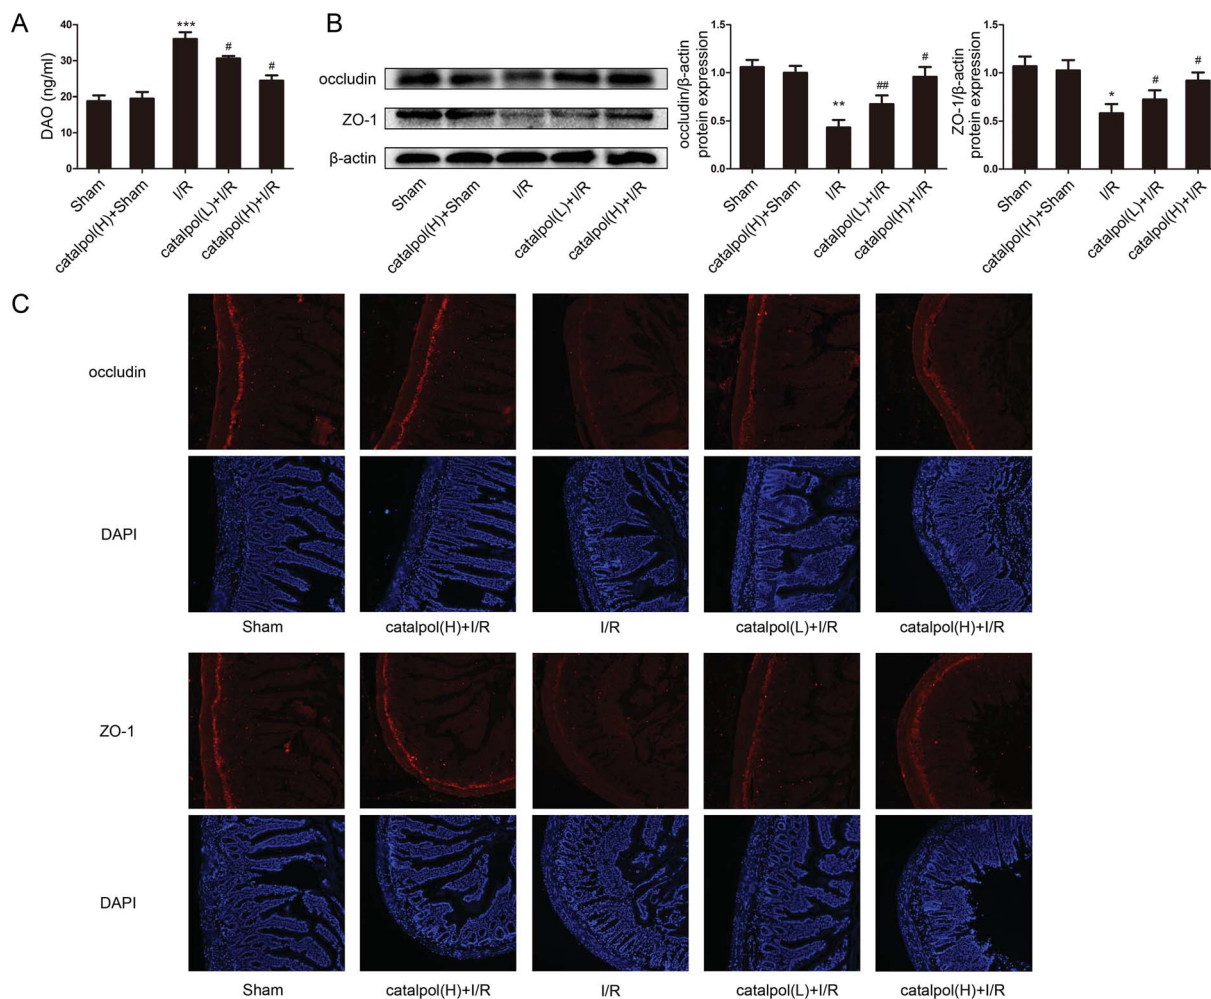 A
DAO (ng/ml)
40
30
20
10
0
***
#
#
Sham
catalpol(H)+Sham
I/R
catalpol(L)+I/R
catalpol(H)+I/R
B
occludin
ZO-1
β-actin
Sham
catalpol(H)+Sham
I/R
catalpol(L)+I/R
catalpol(H)+I/R
occludin/β-actin
protein expression
1.5
1.0
0.5
0.0
**
##
#
Sham
catalpol(H)+Sham
I/R
catalpol(L)+I/R
catalpol(H)+I/R
ZO-1/β-actin
protein expression
1.5
1.0
0.5
0.0
*
#
#
Sham
catalpol(H)+Sham
I/R
catalpol(L)+I/R
catalpol(H)+I/R
C
occludin
DAPI
Sham catalpol(H)+I/R I/R catalpol(L)+I/R catalpol(H)+I/R
ZO-1
DAPI
Sham catalpol(H)+I/R I/R catalpol(L)+I/R catalpol(H)+I/R